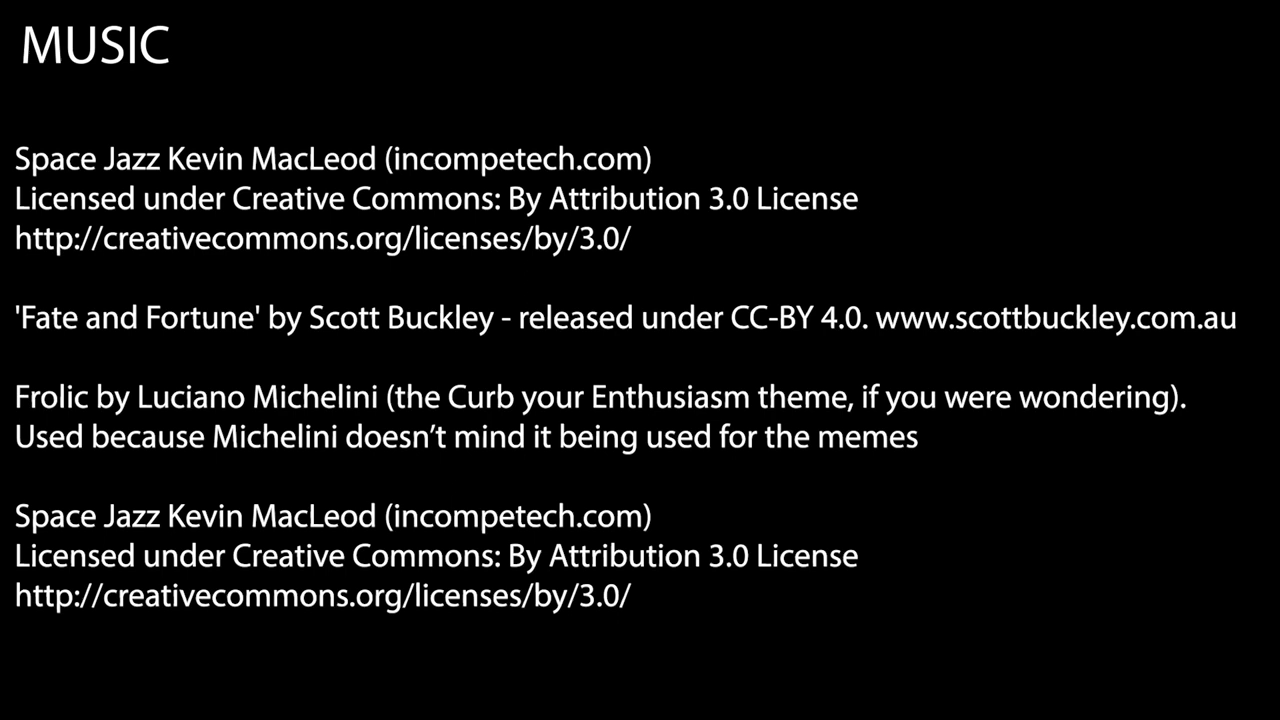 MUSIC
Space Jazz Kevin MacLeod (incompetech.com)
Licensed under Creative Commons: By Attribution 3.0 License
http://creativecommons.org/licenses/by/3.0/
'Fate and Fortune' by Scott Buckley - released under CC-BY 4.0. www.scottbuckley.com.au
Frolic by Luciano Michelini (the Curb your Enthusiasm theme, if you were wondering).
Used because Michelini doesn’t mind it being used for the memes
Space Jazz Kevin MacLeod (incompetech.com)
Licensed under Creative Commons: By Attribution 3.0 License
http://creativecommons.org/licenses/by/3.0/